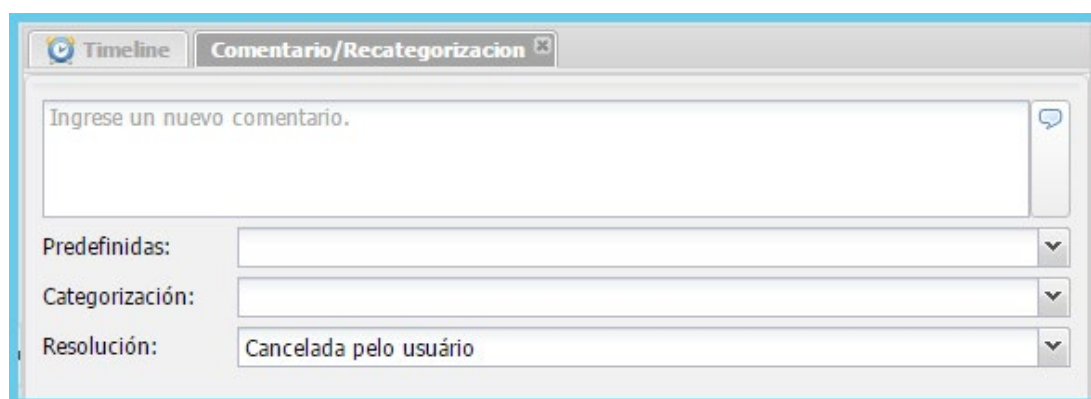 Timeline Comentario/Recategorizacion
Ingrese un nuevo comentario.
Predefinidas:
Categorización:
Resolución: Cancelada pelo usuário